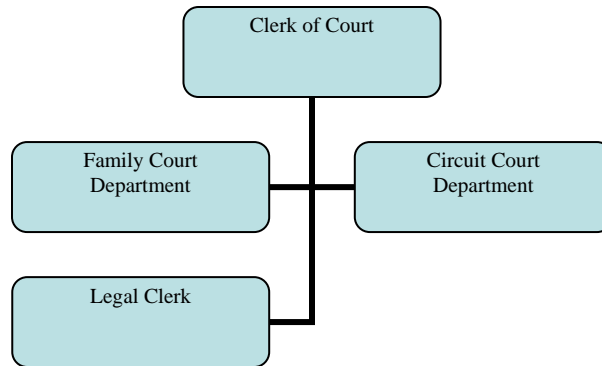 Clerk of Court
Family Court
Department
Circuit Court
Department
Legal Clerk